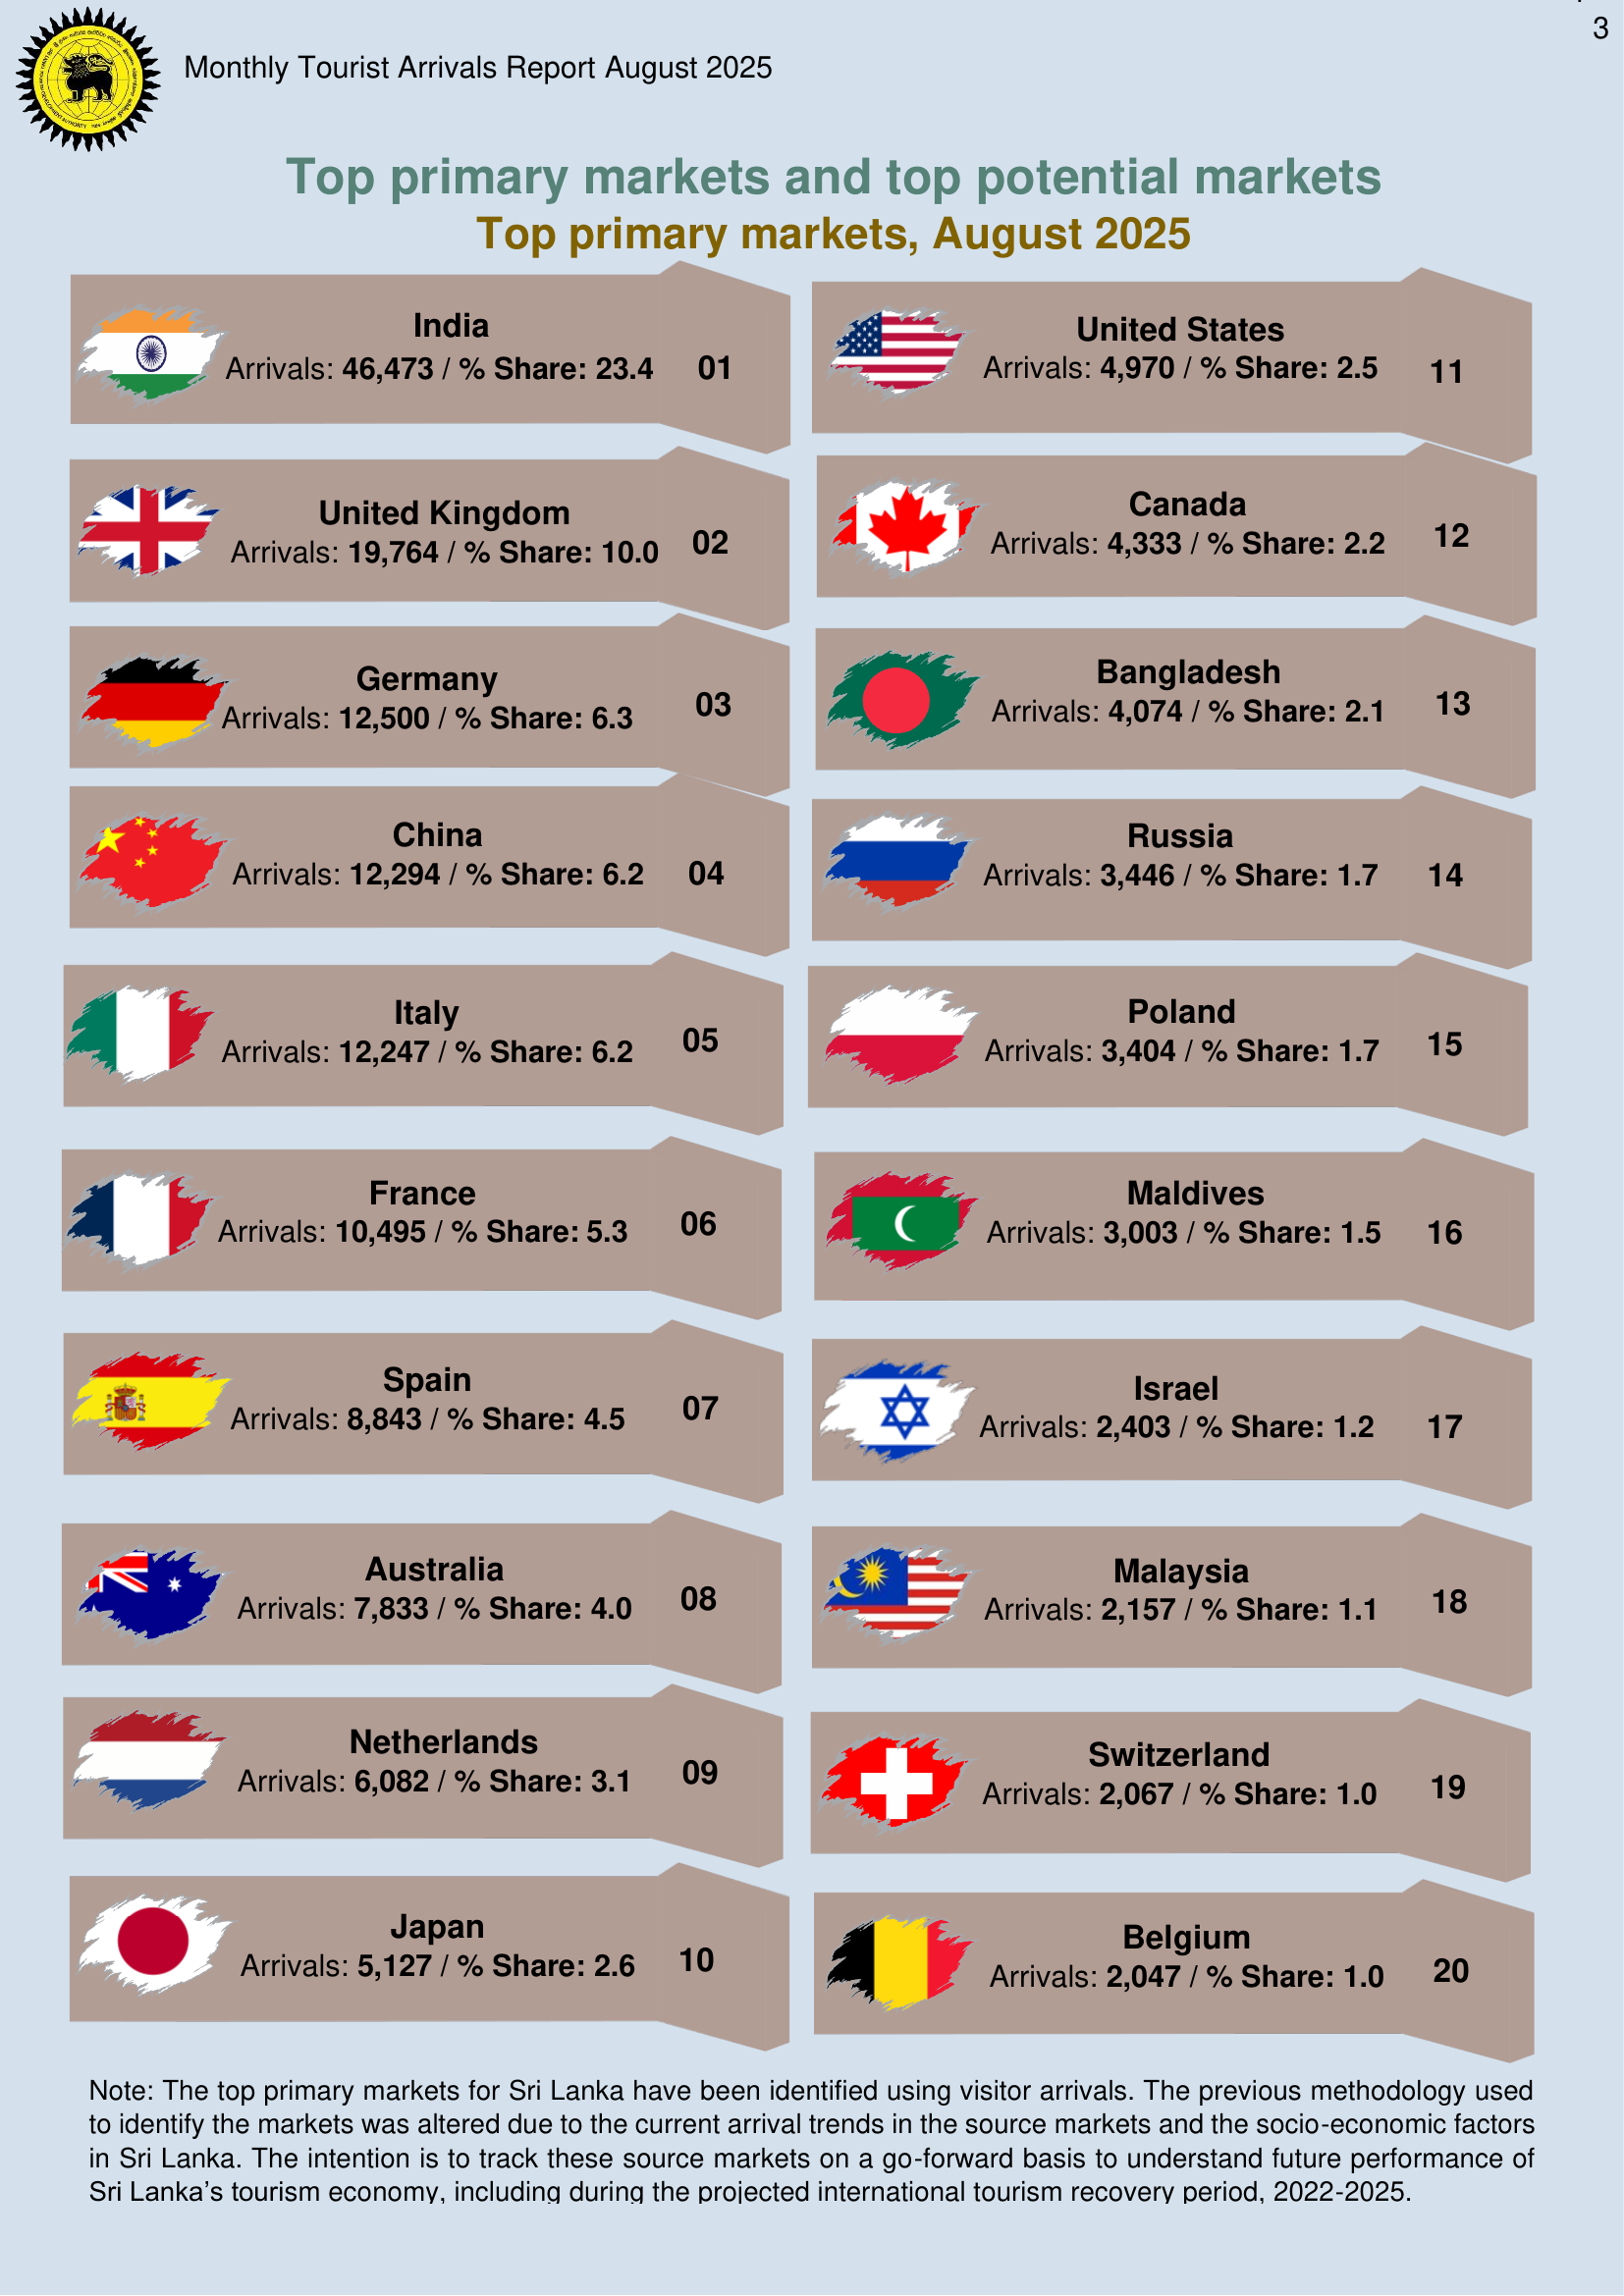 3
Monthly Tourist Arrivals Report August 2025
Top primary markets and top potential markets
Top primary markets, August 2025
India
Arrivals: 46,473 / % Share: 23.4
01
United Kingdom
Arrivals: 19,764 / % Share: 10.0
02
Germany
Arrivals: 12,500 / % Share: 6.3
03
China
Arrivals: 12,294 / % Share: 6.2
04
Italy
Arrivals: 12,247 / % Share: 6.2
05
France
Arrivals: 10,495 / % Share: 5.3
06
Spain
Arrivals: 8,843 / % Share: 4.5
07
Australia
Arrivals: 7,833 / % Share: 4.0
08
Netherlands
Arrivals: 6,082 / % Share: 3.1
09
Japan
Arrivals: 5,127 / % Share: 2.6
10
United States
Arrivals: 4,970 / % Share: 2.5
11
Canada
Arrivals: 4,333 / % Share: 2.2
12
Bangladesh
Arrivals: 4,074 / % Share: 2.1
13
Russia
Arrivals: 3,446 / % Share: 1.7
14
Poland
Arrivals: 3,404 / % Share: 1.7
15
Maldives
Arrivals: 3,003 / % Share: 1.5
16
Israel
Arrivals: 2,403 / % Share: 1.2
17
Malaysia
Arrivals: 2,157 / % Share: 1.1
18
Switzerland
Arrivals: 2,067 / % Share: 1.0
19
Belgium
Arrivals: 2,047 / % Share: 1.0
20
Note: The top primary markets for Sri Lanka have been identified using visitor arrivals. The previous methodology used
to identify the markets was altered due to the current arrival trends in the source markets and the socio-economic factors
in Sri Lanka. The intention is to track these source markets on a go-forward basis to understand future performance of
Sri Lanka’s tourism economy, including during the projected international tourism recovery period, 2022-2025.